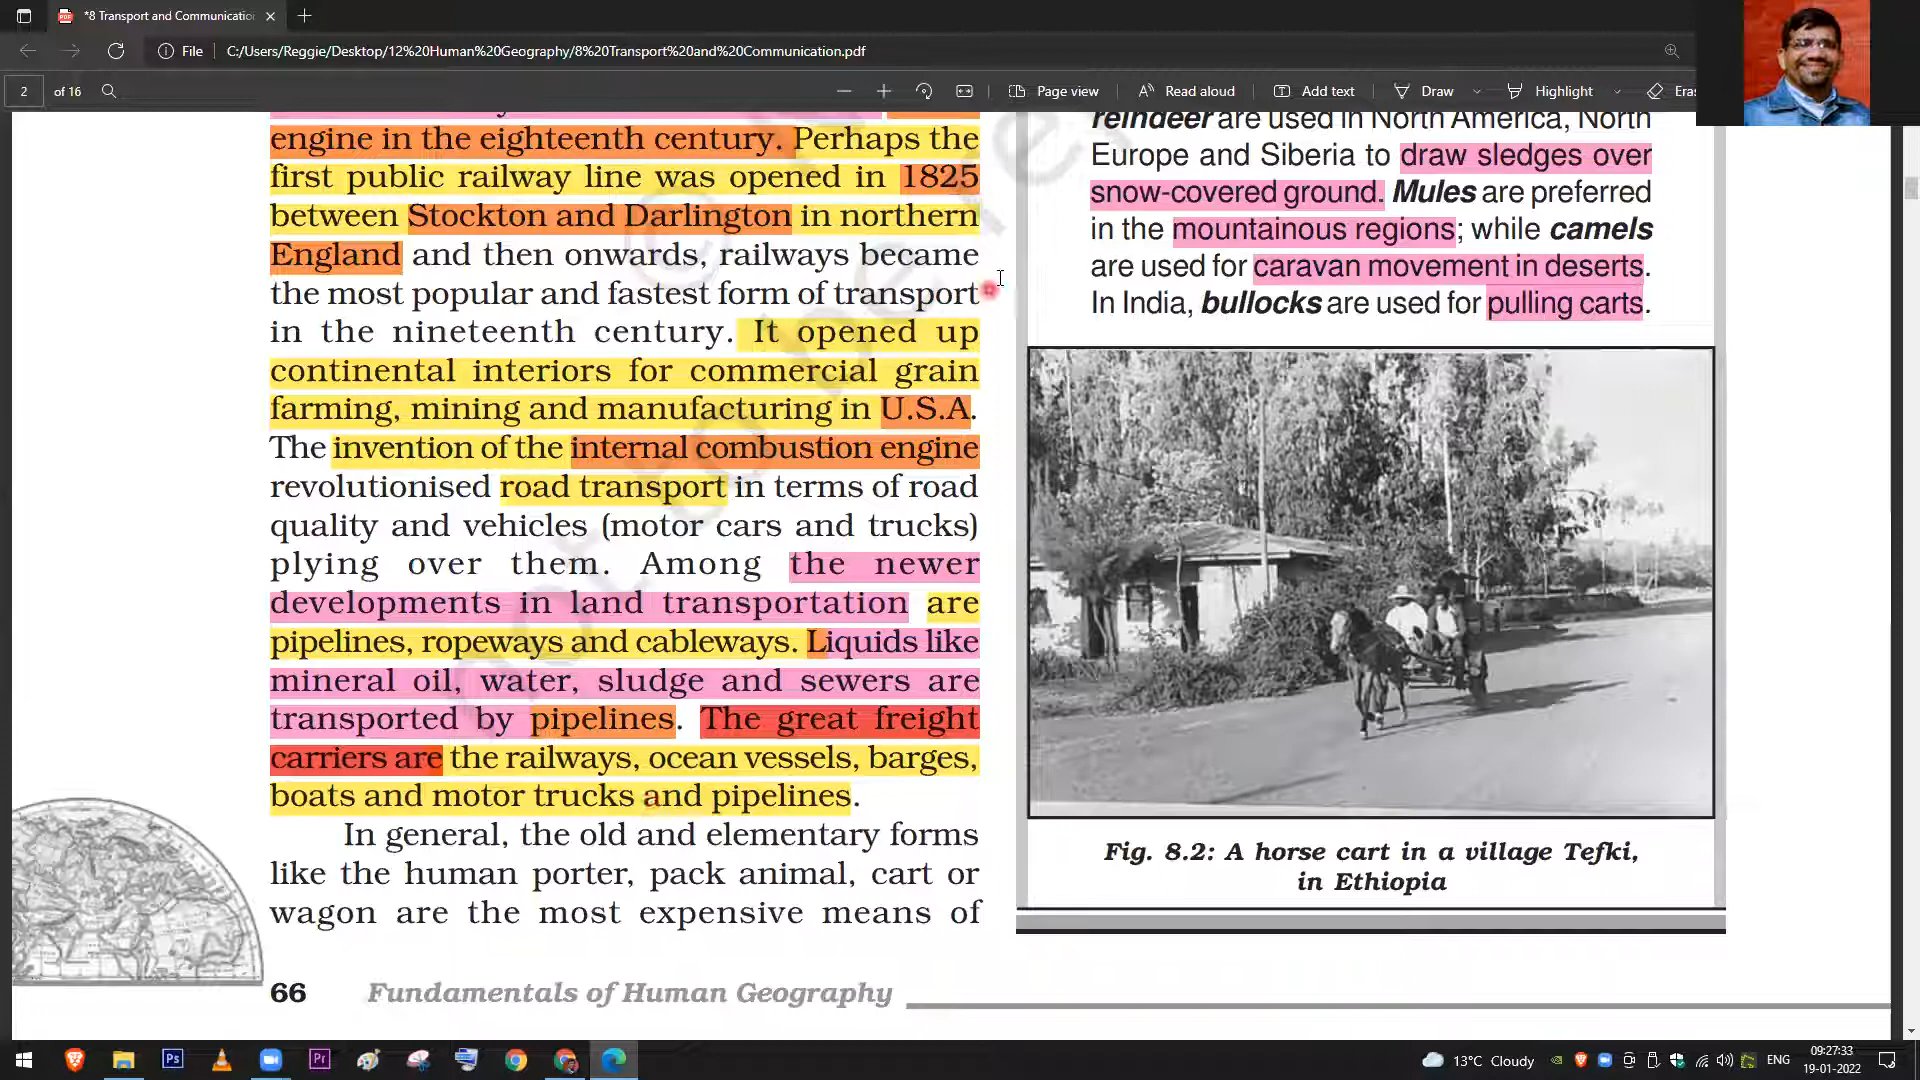 *8 Transport and Communicatio
File
C:/Users/Reggie/Desktop/12%20Human%20Geography/8%20Transport%20and%20Communication.pdf
2 of 16
Page view
Read aloud
Add text
Draw
Highlight
Eras
engine in the eighteenth century. Perhaps the
first public railway line was opened in 1825
between Stockton and Darlington in northern
England and then onwards, railways became
the most popular and fastest form of transport
in the nineteenth century. It opened up
continental interiors for commercial grain
farming, mining and manufacturing in U.S.A.
The invention of the internal combustion engine
revolutionised road transport in terms of road
quality and vehicles (motor cars and trucks)
plying over them. Among the newer
developments in land transportation are
pipelines, ropeways and cableways. Liquids like
mineral oil, water, sludge and sewers are
transported by pipelines. The great freight
carriers are the railways, ocean vessels, barges,
boats and motor trucks and pipelines.
In general, the old and elementary forms
like the human porter, pack animal, cart or
wagon are the most expensive means of
reindeer are used in North America, North
Europe and Siberia to draw sledges over
snow-covered ground. Mules are preferred
in the mountainous regions; while camels
are used for caravan movement in deserts.
In India, bullocks are used for pulling carts.
Fig. 8.2: A horse cart in a village Tefki,
in Ethiopia
66 Fundamentals of Human Geography
Ps
Pr
13°C Cloudy
ENG
09:27:33
19-01-2022